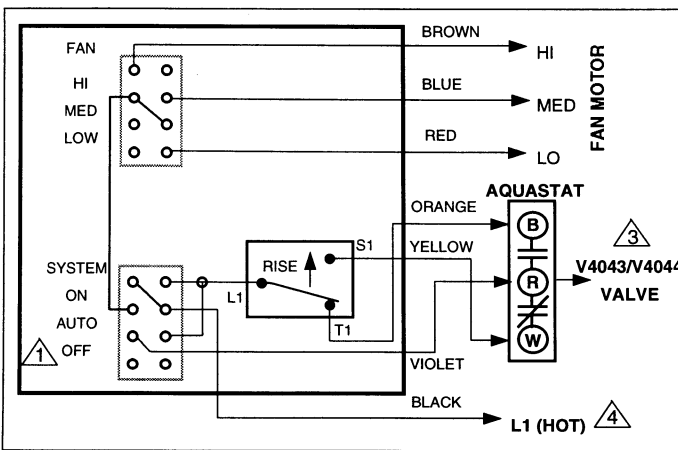 FAN
HI
MED
LOW
BROWN
HI
BLUE
MED
RED
LO
FAN MOTOR
AQUASTAT
ORANGE
B
S1
YELLOW
3
SYSTEM
ON
AUTO
OFF
RISE
L1
R
V4043/V4044
VALVE
T1
W
1
VIOLET
BLACK
L1 (HOT)
4